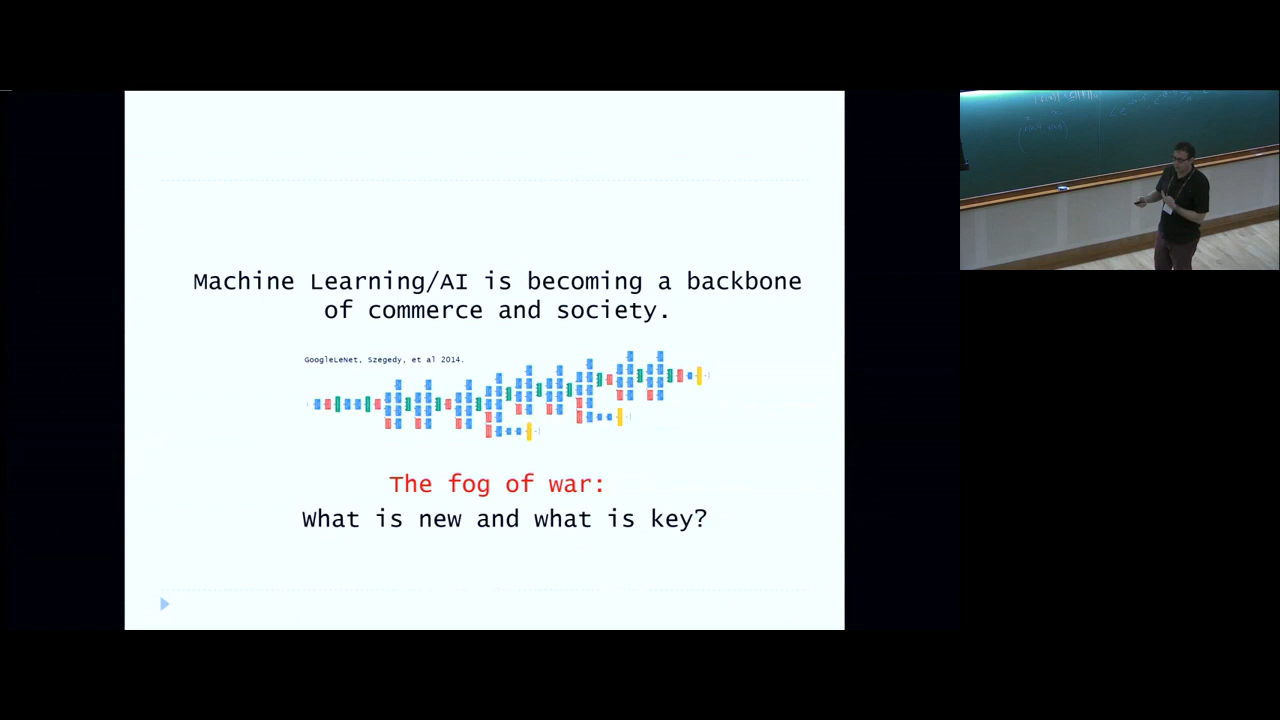 Machine Learning/AI is becoming a backbone
of commerce and society.
GoogleLeNet, Szegedy, et al 2014.
The fog of war:
What is new and what is key?